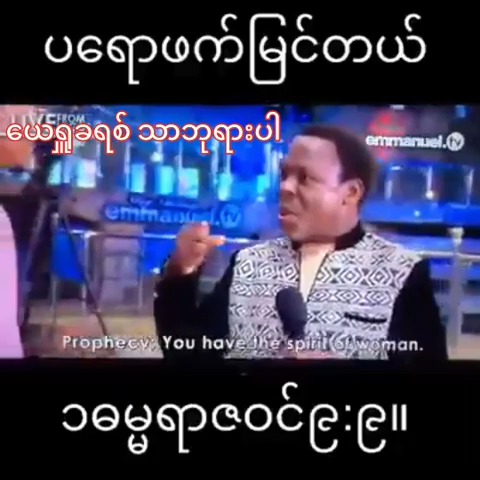 ပရောဖက်မြင်တယ်
LIVE FROM
ယေရှူခရစ် သာဘုရားပါ
emmanuel.tv
emmanuel.tv
Prophecy: You have the spirit of woman.
၁ဓမ္မရာဇဝင်၉:၉။